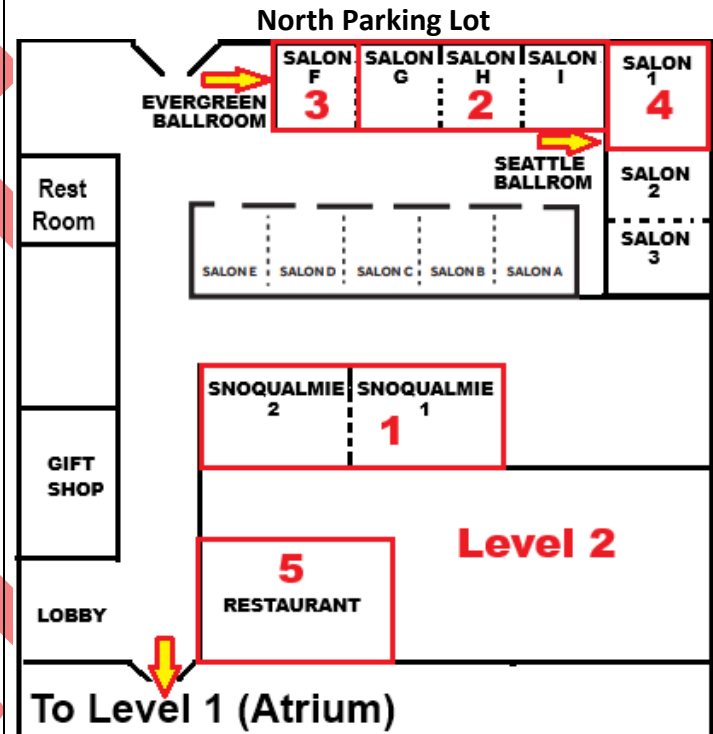 North Parking Lot
SALON
F
3
SALON
G
SALON
H
2
SALON
I
SALON
1
4
EVERGREEN
BALLROOM
SEATTLE
BALLROM
SALON
2
SALON
3
Rest
Room
SALON E
SALON D
SALON C
SALON B
SALON A
SNOQUALMIE
2
SNOQUALMIE
1
1
GIFT
SHOP
Level 2
5
RESTAURANT
LOBBY
To Level 1 (Atrium)